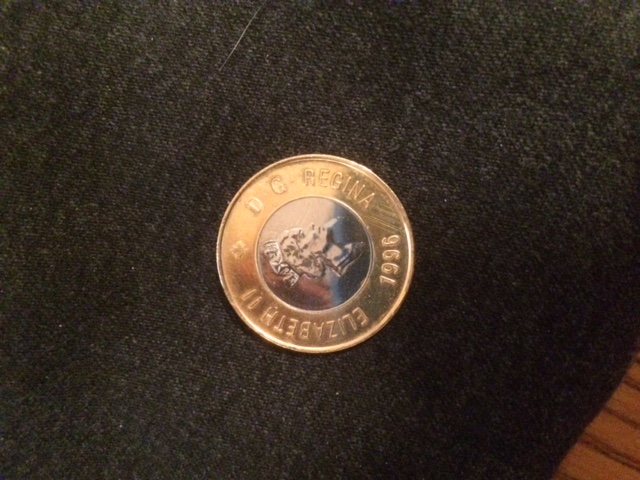 ELIZABETH II
D G REGINA
1996